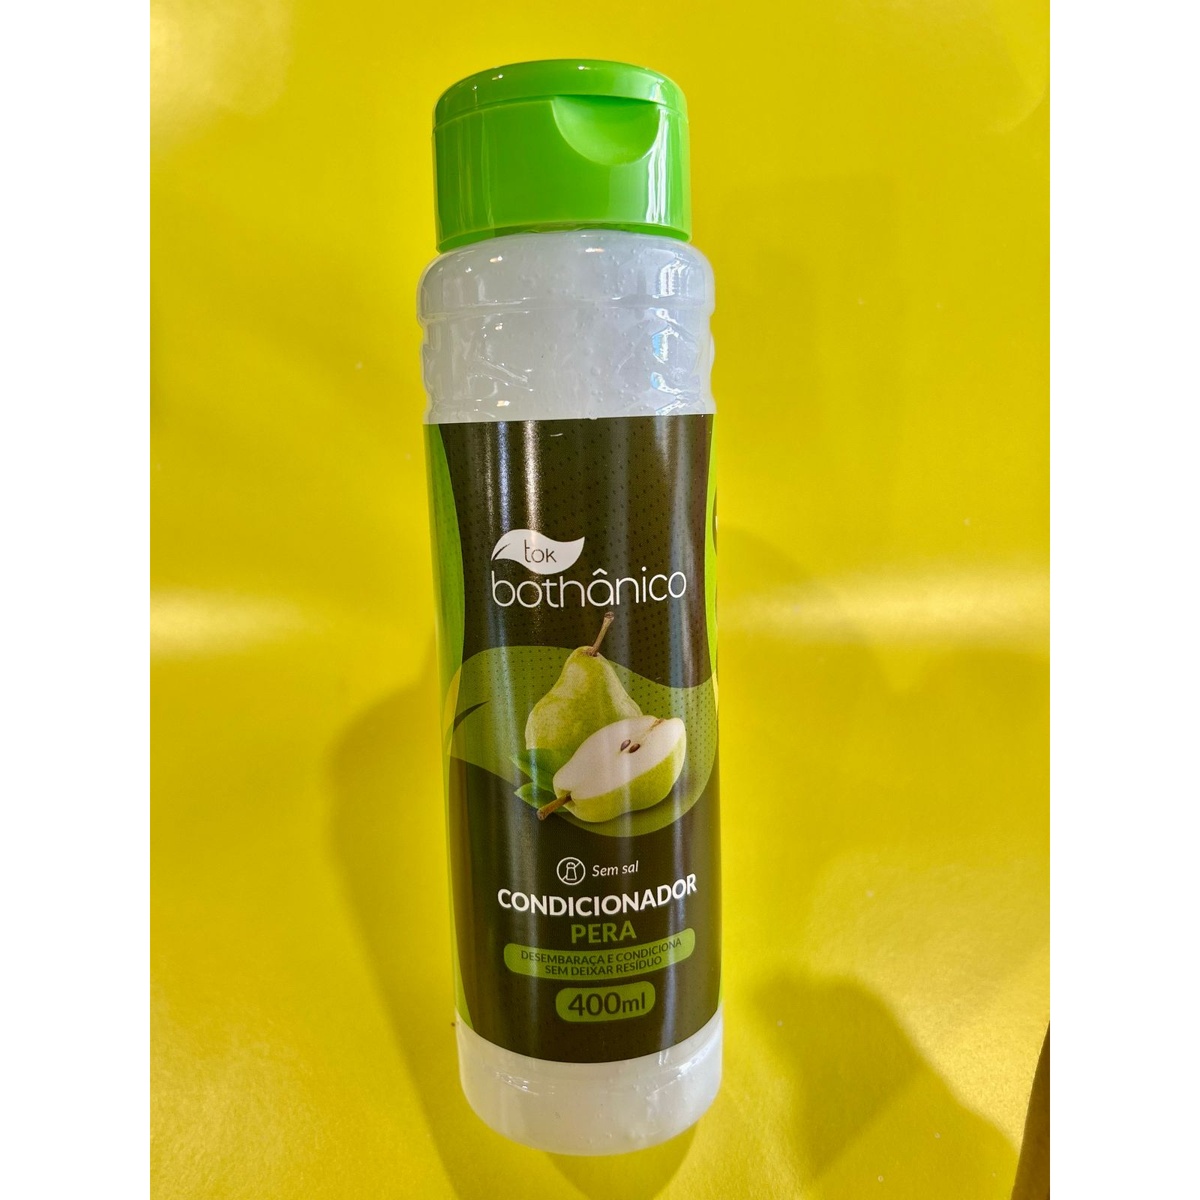 tok
bothânico
Sem sal
CONDICIONADOR
PERA
DESEMBARAÇA E CONDICIONA
SEM DEIXAR RESÍDUO
400ml